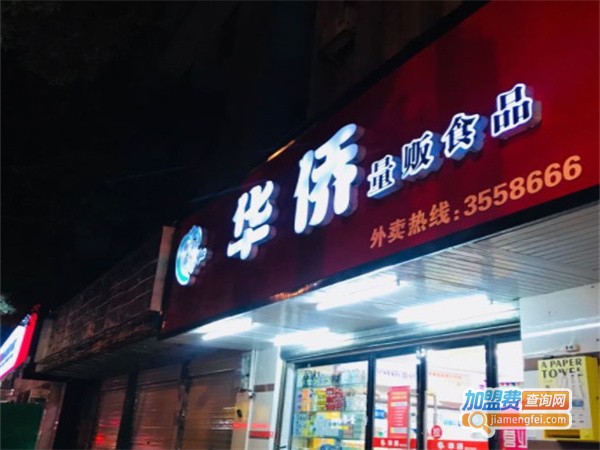 华侨量贩食品
外卖热线:3558666
A PAPER
TOWEL
加盟费查询网
jiamengfei.com